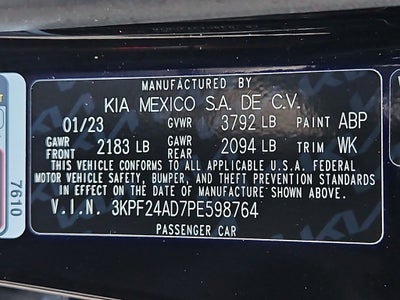 MANUFACTURED BY
KIA MEXICO S.A. DE C.V.
01/23 GVWR 3792 LB PAINT ABP
GAWR FRONT 2183 LB GAWR REAR 2094 LB TRIM WK
THIS VEHICLE CONFORMS TO ALL APPLICABLE U.S.A. FEDERAL
MOTOR VEHICLE SAFETY, BUMPER, AND THEFT PREVENTION STANDARDS
IN EFFECT ON THE DATE OF MANUFACTURE SHOWN ABOVE.
V.I.N. 3KPF24AD7PE598764
PASSENGER CAR
7610